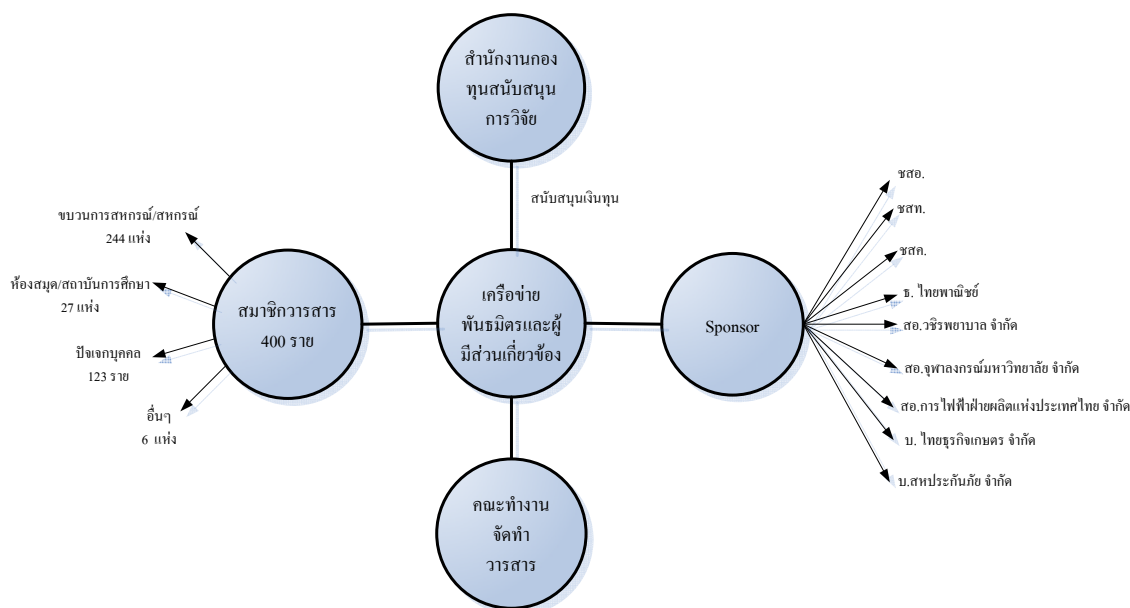 สำนักงานกอง
ทุนสนับสนุน
การวิจัย
สนับสนุนเงินทุน
ขบวนการสหกรณ์/สหกรณ์
244 แห่ง
ห้องสมุด/สถาบันการศึกษา
27 แห่ง
ปัจเจกบุคคล
123 ราย
อื่นๆ
6 แห่ง
สมาชิกวารสาร
400 ราย
เครือข่าย
พันธมิตรและผู้
มีส่วนเกี่ยวข้อง
Sponsor
ชสอ.
ชสท.
ชสค.
ธ. ไทยพาณิชย์
สอ.วชิรพยาบาล จำกัด
สอ.จุฬาลงกรณ์มหาวิทยาลัย จำกัด
สอ.การไฟฟ้าฝ่ายผลิตแห่งประเทศไทย จำกัด
บ. ไทยธุรกิจเกษตร จำกัด
บ.สหประกันภัย จำกัด
คณะทำงาน
จัดทำ
วารสาร